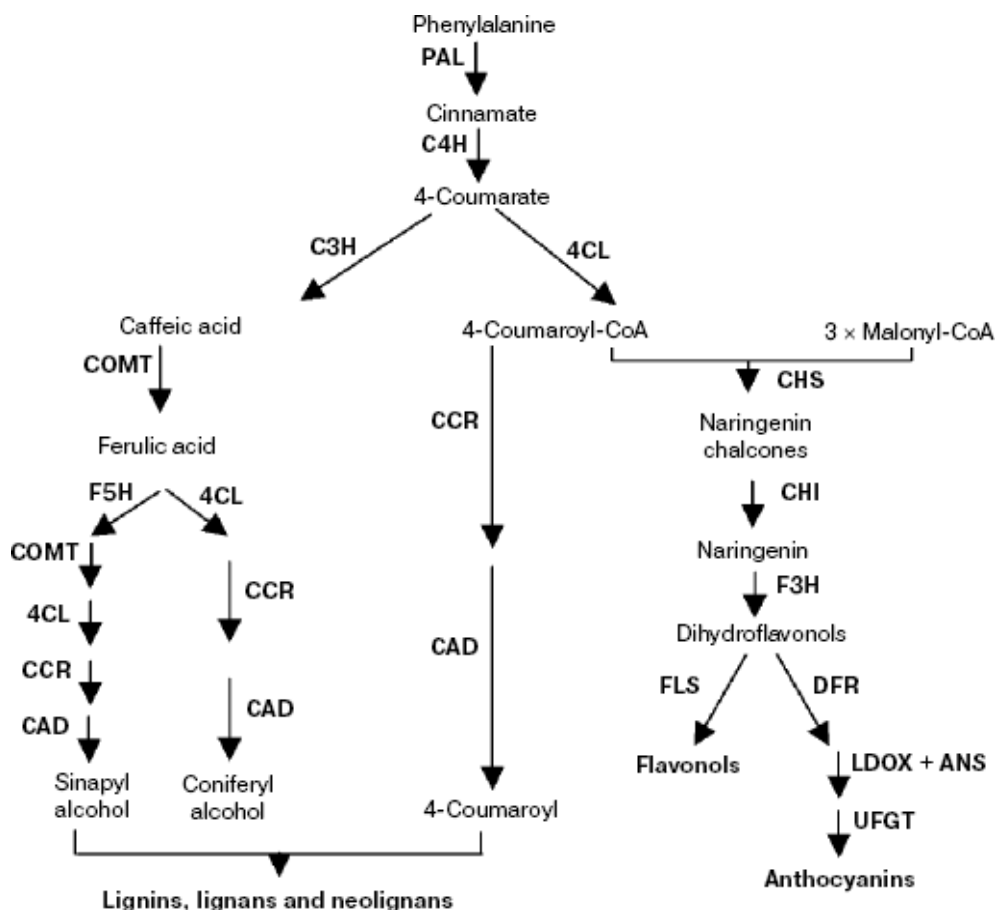 Phenylalanine
PAL
Cinnamate
C4H
4-Coumarate
C3H
4CL
Caffeic acid
4-Coumaroyl-CoA
3 × Malonyl-CoA
COMT
CHS
CCR
Naringenin
chalcones
Ferulic acid
F5H
4CL
CHI
COMT
Naringenin
CCR
F3H
4CL
Dihydroflavonols
CAD
CCR
FLS
DFR
CAD
CAD
Flavonols
LDOX + ANS
Sinapyl
alcohol
Coniferyl
alcohol
4-Coumaroyl
UFGT
Anthocyanins
Lignins, lignans and neolignans